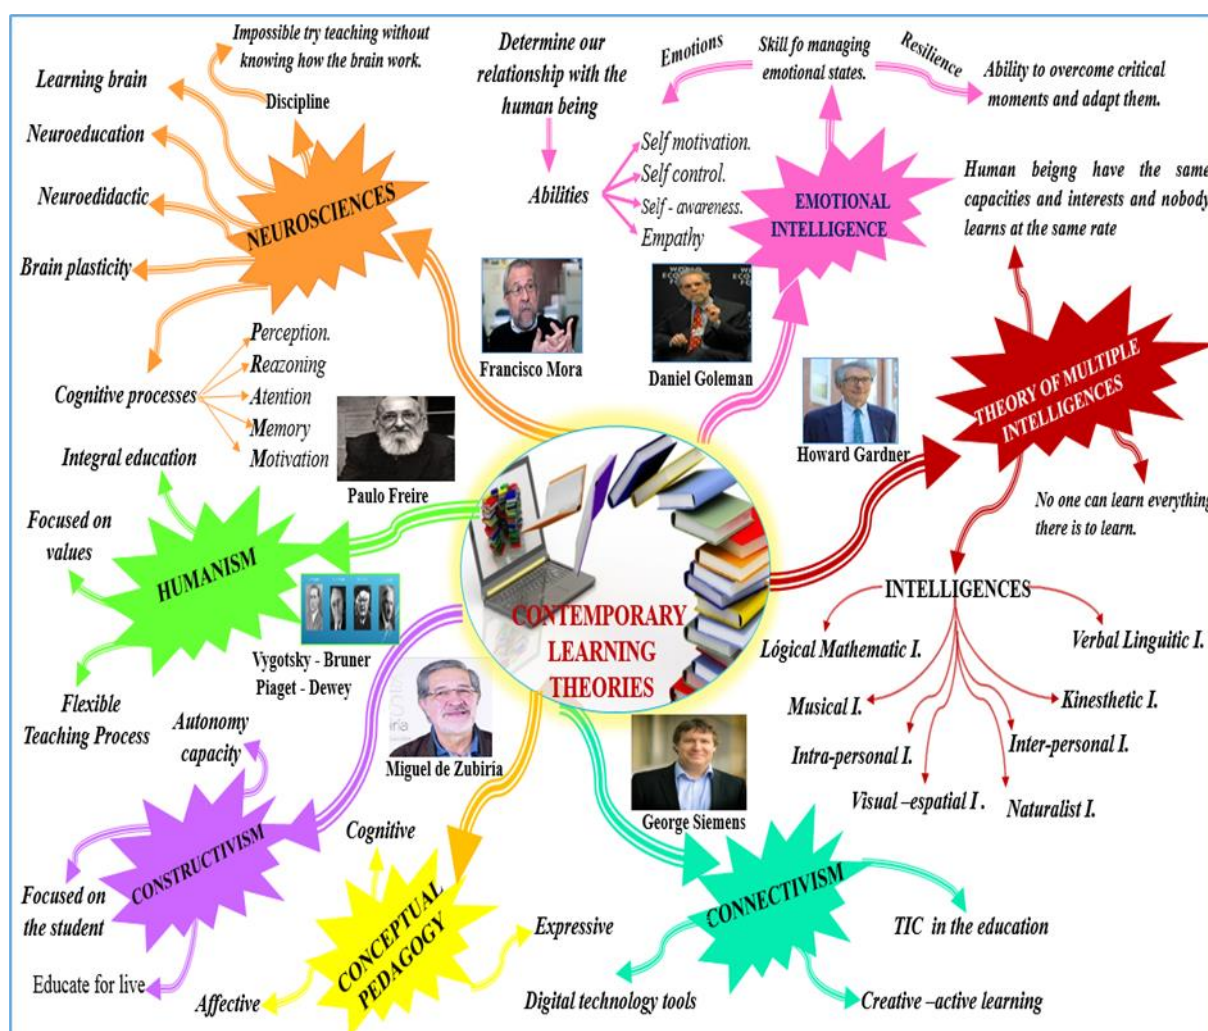 Impossible try teaching without
knowing how the brain work.
Discipline
Learning brain
Neuroeducation
Neuroedidactic
Brain plasticity
NEUROSCIENCES
Cognitive processes
Perception.
Reazoning
Atention
Memory
Motivation
Francisco Mora
Determine our
relationship with the
human being
Abilities
Self motivation.
Self control.
Self - awareness.
Empathy
Emotions
Skill fo managing
emotional states.
Resilience
Ability to overcome critical
moments and adapt them.
EMOTIONAL
INTELLIGENCE
WORLD
Daniel Goleman
Human beigng have the same
capacities and interests and nobody
learns at the same rate
THEORY OF MULTIPLE
INTELLIGENCES
Howard Gardner
No one can learn everything
there is to learn.
INTELLIGENCES
Lógical Mathematic I.
Verbal Linguitic I.
Musical I.
Kinesthetic I.
Intra-personal I.
Inter-personal I.
Visual –espatial I .
Naturalist I.
Integral education
Focused on
values
HUMANISM
Flexible
Teaching Process
Paulo Freire
CONTEMPORARY
LEARNING
THEORIES
Vygotsky - Bruner
Piaget - Dewey
Autonomy
capacity
CONSTRUCTIVISM
Focused on
the student
Educate for live
Miguel de Zubiría
Cognitive
CONCEPTUAL
PEDAGOGY
Expressive
Affective
George Siemens
CONNECTIVISM
TIC in the education
Digital technology tools
Creative –active learning